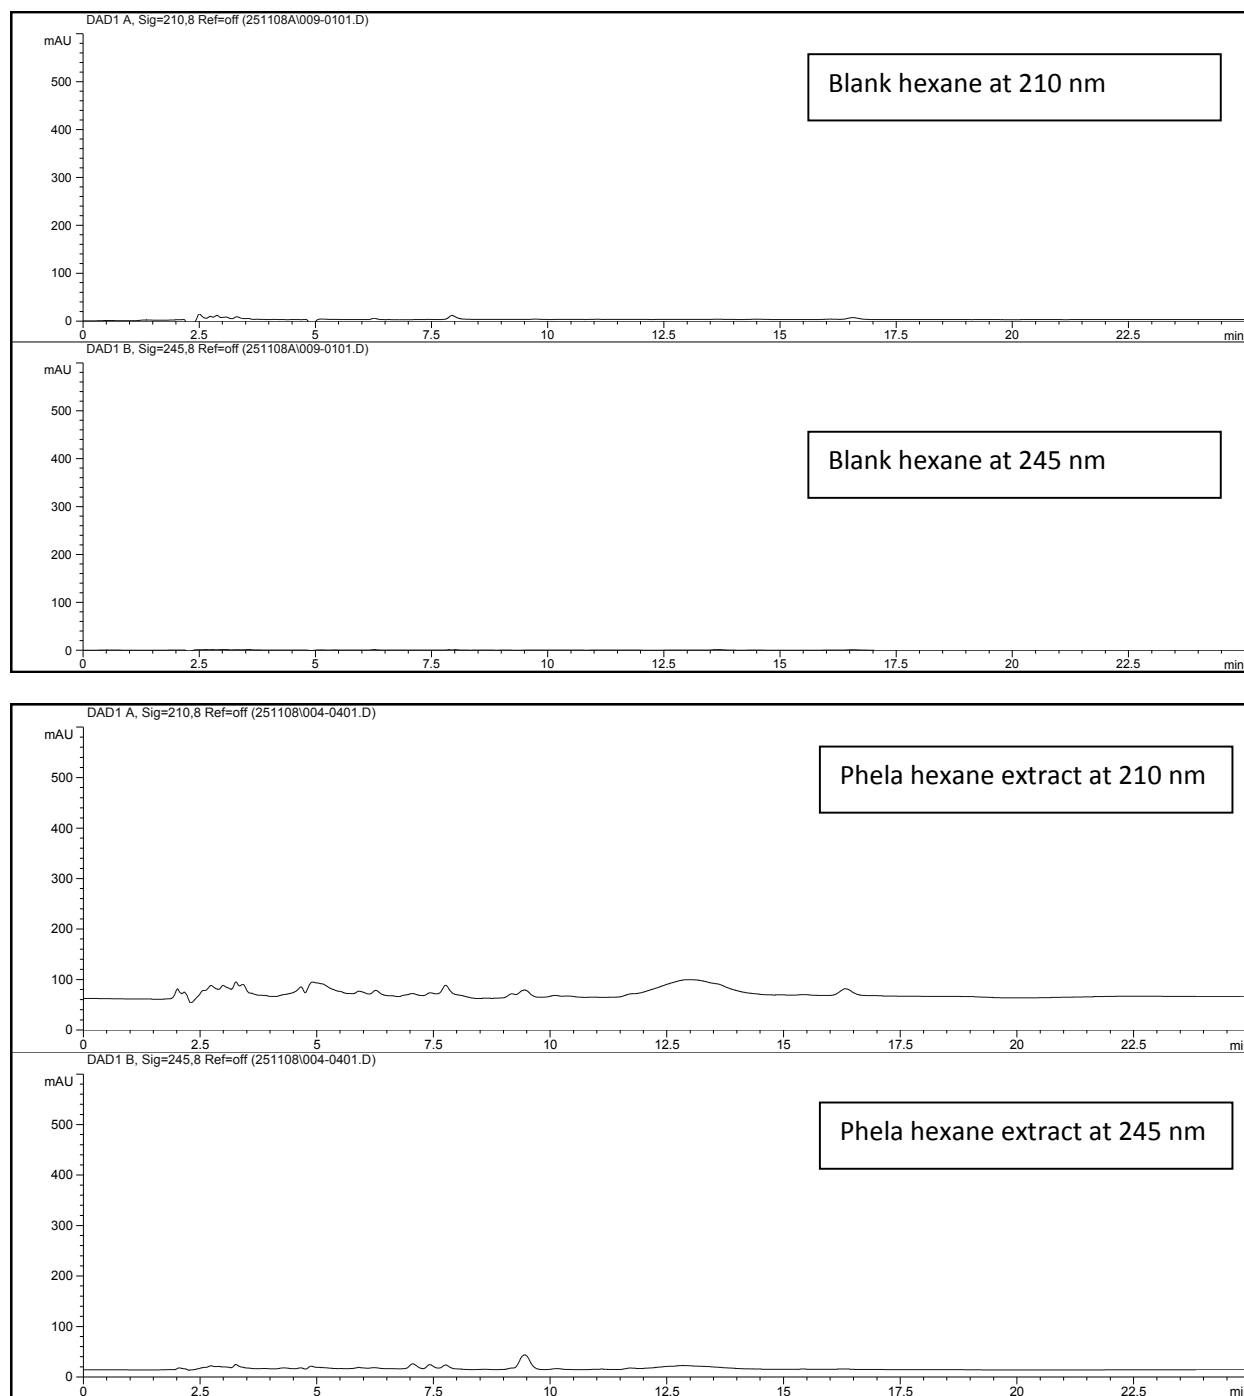 DAD1 A, Sig=210,8 Ref=off (251108A\009-0101.D)
mAU
Blank hexane at 210 nm
500
400
300
200
100
0
0 2.5 5 7.5 10 12.5 15 17.5 20 22.5 min
DAD1 B, Sig=245,8 Ref=off (251108A\009-0101.D)
mAU
500
Blank hexane at 245 nm
400
300
200
100
0
0 2.5 5 7.5 10 12.5 15 17.5 20 22.5 min
DAD1 A, Sig=210,8 Ref=off (251108\004-0401.D)
mAU
Phela hexane extract at 210 nm
500
400
300
200
100
0
0 2.5 5 7.5 10 12.5 15 17.5 20 22.5 mi
DAD1 B, Sig=245,8 Ref=off (251108\004-0401.D)
mAU
Phela hexane extract at 245 nm
500
400
300
200
100
0
0 2.5 5 7.5 10 12.5 15 17.5 20 22.5 mi